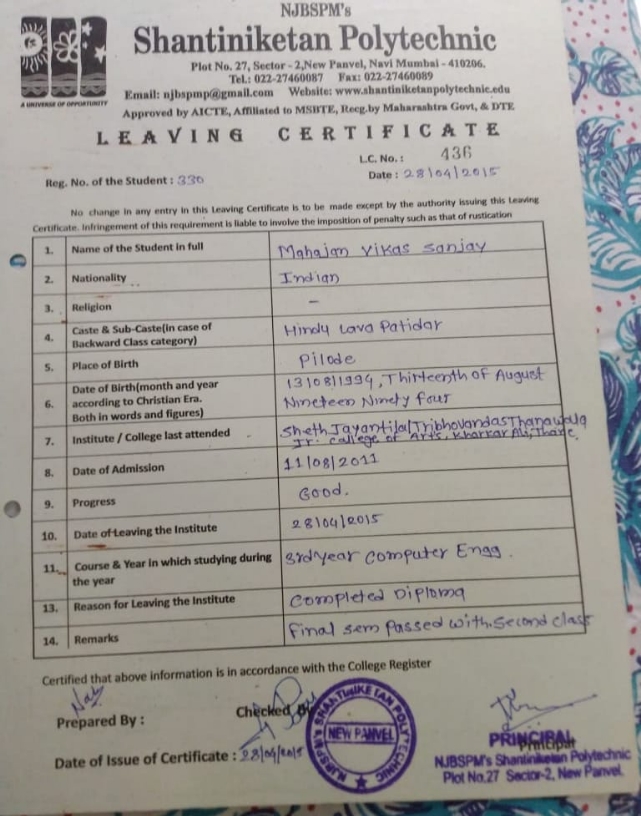 NJBSPM's
Shantiniketan Polytechnic
Plot No. 27, Sector - 2,New Panvel, Navi Mumbai - 410206.
Tel.: 022-27460087 Fax: 022-27460089
Email: njbspmp@gmail.com Website: www.shantiniketanpolytechnic.edu
A UNIVERSE OF OPPORTUNITY
Approved by AICTE, Affiliated to MSBTE, Recg.by Maharashtra Govt, & DTE
LEAVING CERTIFICATE
L.C. No. : 436
Reg. No. of the Student : 330
Date : 28/04/2015
No change in any entry in this Leaving Certificate is to be made except by the authority issuing this Leaving
Certificate. Infringement of this requirement is liable to involve the imposition of penalty such as that of rustication
1. Name of the Student in full Mahajan Vikas Sanjay
2. Nationality Indian
3. Religion –
4. Caste & Sub-Caste(in case of
Backward Class category) Hindu Lava Patidar
5. Place of Birth Pilode
6. Date of Birth(month and year
according to Christian Era.
Both in words and figures)
13/08/1994, Thirteenth of August
Nineteen Ninety four
7. Institute / College last attended Sheth Jayantilal Tribhovandas Thanawala
Jr. College of Arts, Kharkar Ali, Thane.
8. Date of Admission 11/08/2011
9. Progress Good.
10. Date of Leaving the Institute 28/04/2015
11. Course & Year in which studying during
the year 3rd year Computer Engg.
13. Reason for Leaving the Institute Completed Diploma
14. Remarks Final sem Passed with Second class
Certified that above information is in accordance with the College Register
Prepared By :
Checked By
Principal
PRINCIPAL
NJBSPM's Shantiniketan Polytechnic
Plot No.27 Sector-2, New Panvel.
NJBSPM's SHANTINIKETAN POLYTECHNIC
NEW PANVEL
Date of Issue of Certificate : 28/04/2015